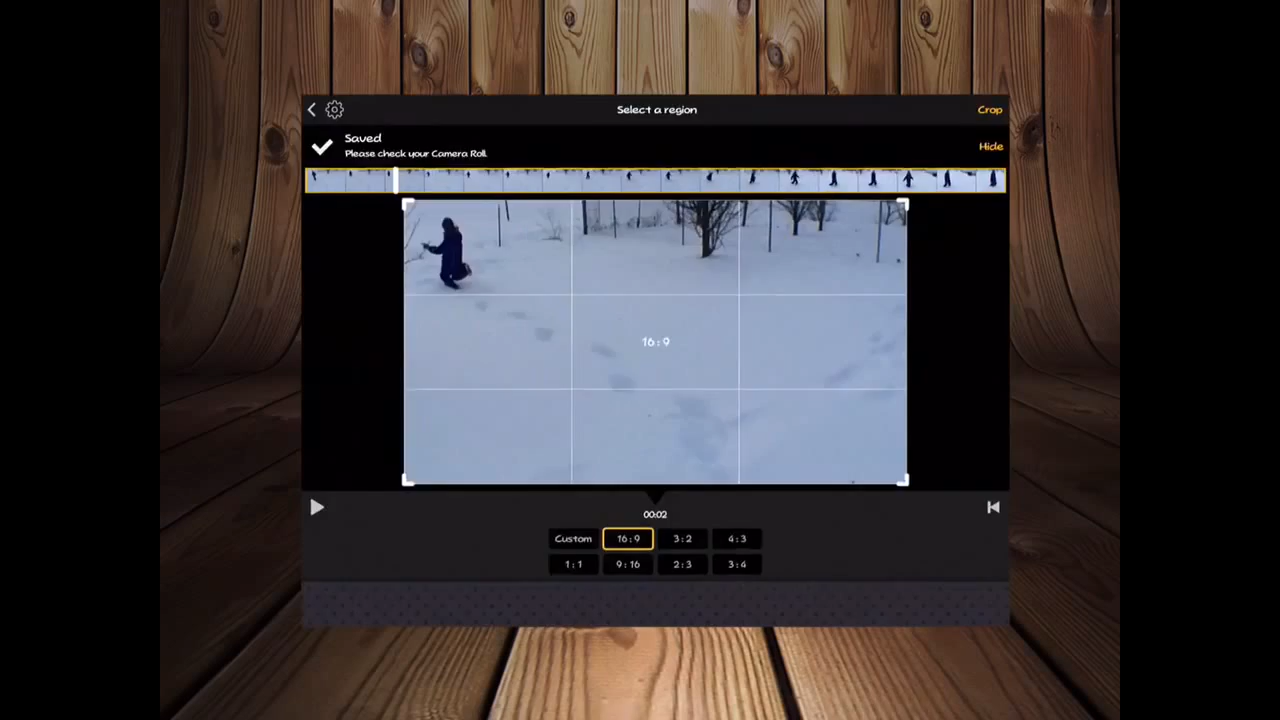 Select a region
Crop
Saved
Please check your Camera Roll.
Hide
16:9
00:02
Custom 16:9 3:2 4:3
1:1 9:16 2:3 3:4